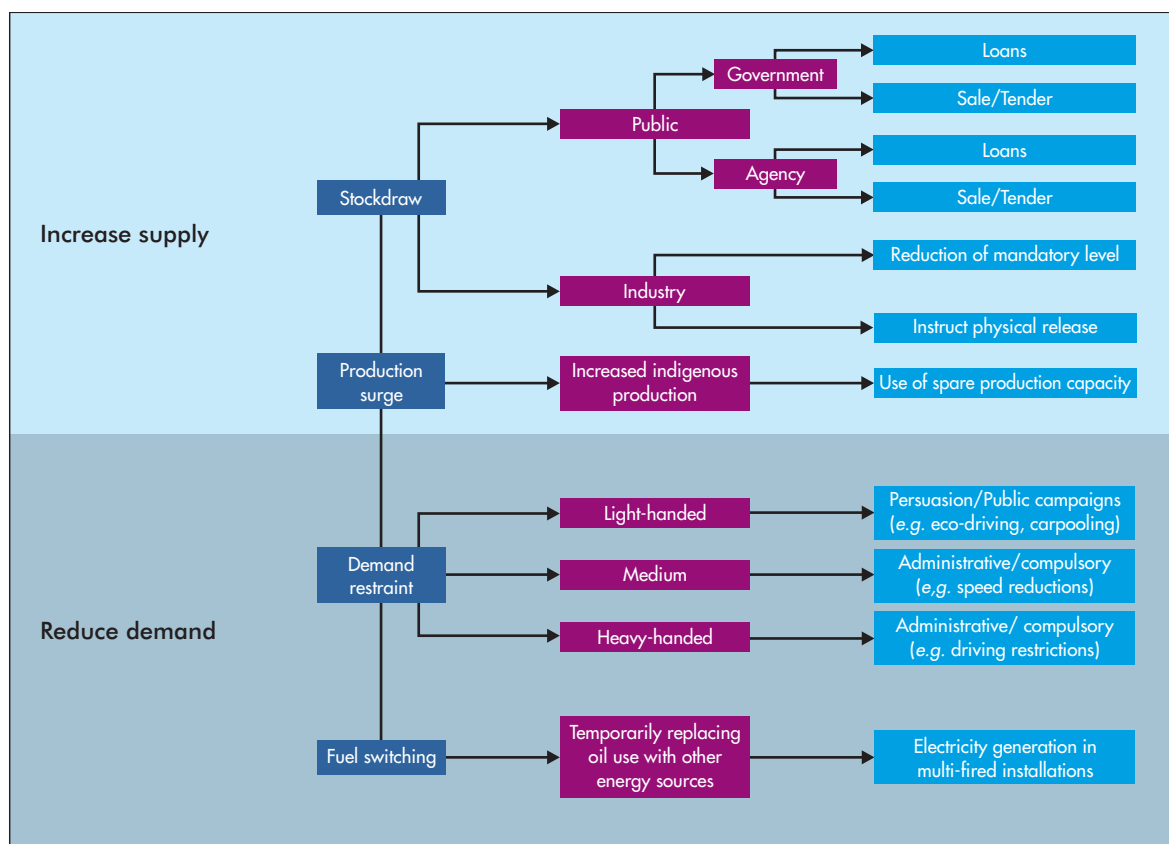 Increase supply
Stockdraw
Public
Government
Loans
Sale/Tender
Agency
Loans
Sale/Tender
Industry
Reduction of mandatory level
Instruct physical release
Production
surge
Increased indigenous
production
Use of spare production capacity
Reduce demand
Demand
restraint
Light-handed
Persuasion/Public campaigns
(e.g. eco-driving, carpooling)
Medium
Administrative/compulsory
(e,g. speed reductions)
Heavy-handed
Administrative/ compulsory
(e.g. driving restrictions)
Fuel switching
Temporarily replacing
oil use with other
energy sources
Electricity generation in
multi-fired installations